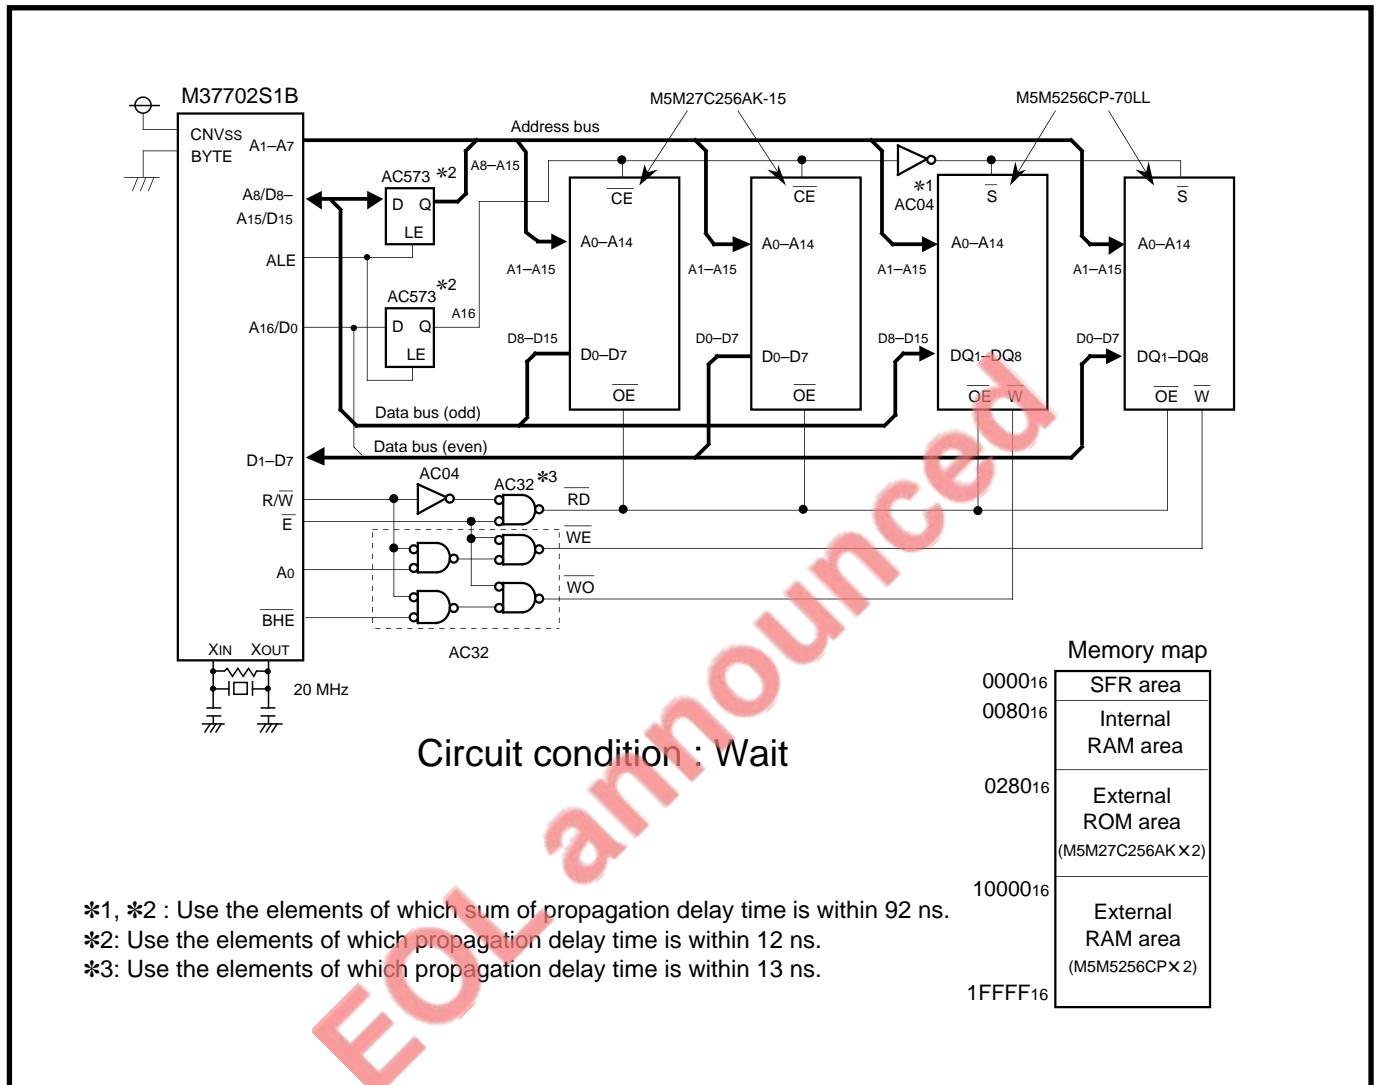 M37702S1B
M5M27C256AK-15
M5M5256CP-70LL
CNVSS
BYTE
A1–A7
Address bus
A8/D8–
A15/D15
AC573 ✻2
D Q
LE
A8–A15
ALE
AC573 ✻2
D Q
LE
A16
A16/D0
CE
A0–A14
A1–A15
D8–D15
D0–D7
OE
CE
A0–A14
A1–A15
D0–D7
D0–D7
OE
✻1
AC04
S
A0–A14
A1–A15
D8–D15
DQ1–DQ8
OE W
S
A0–A14
A1–A15
D0–D7
DQ1–DQ8
OE W
Data bus (odd)
Data bus (even)
D1–D7
AC04
AC32 ✻3
R/W
RD
E
WE
A0
WO
BHE
AC32
XIN XOUT
20 MHz
Circuit condition : Wait
Memory map
000016
SFR area
008016
Internal
RAM area
028016
External
ROM area
(M5M27C256AK✕2)
1000016
External
RAM area
(M5M5256CP✕2)
1FFFF16
✻1, ✻2 : Use the elements of which sum of propagation delay time is within 92 ns.
✻2: Use the elements of which propagation delay time is within 12 ns.
✻3: Use the elements of which propagation delay time is within 13 ns.
EOL announced